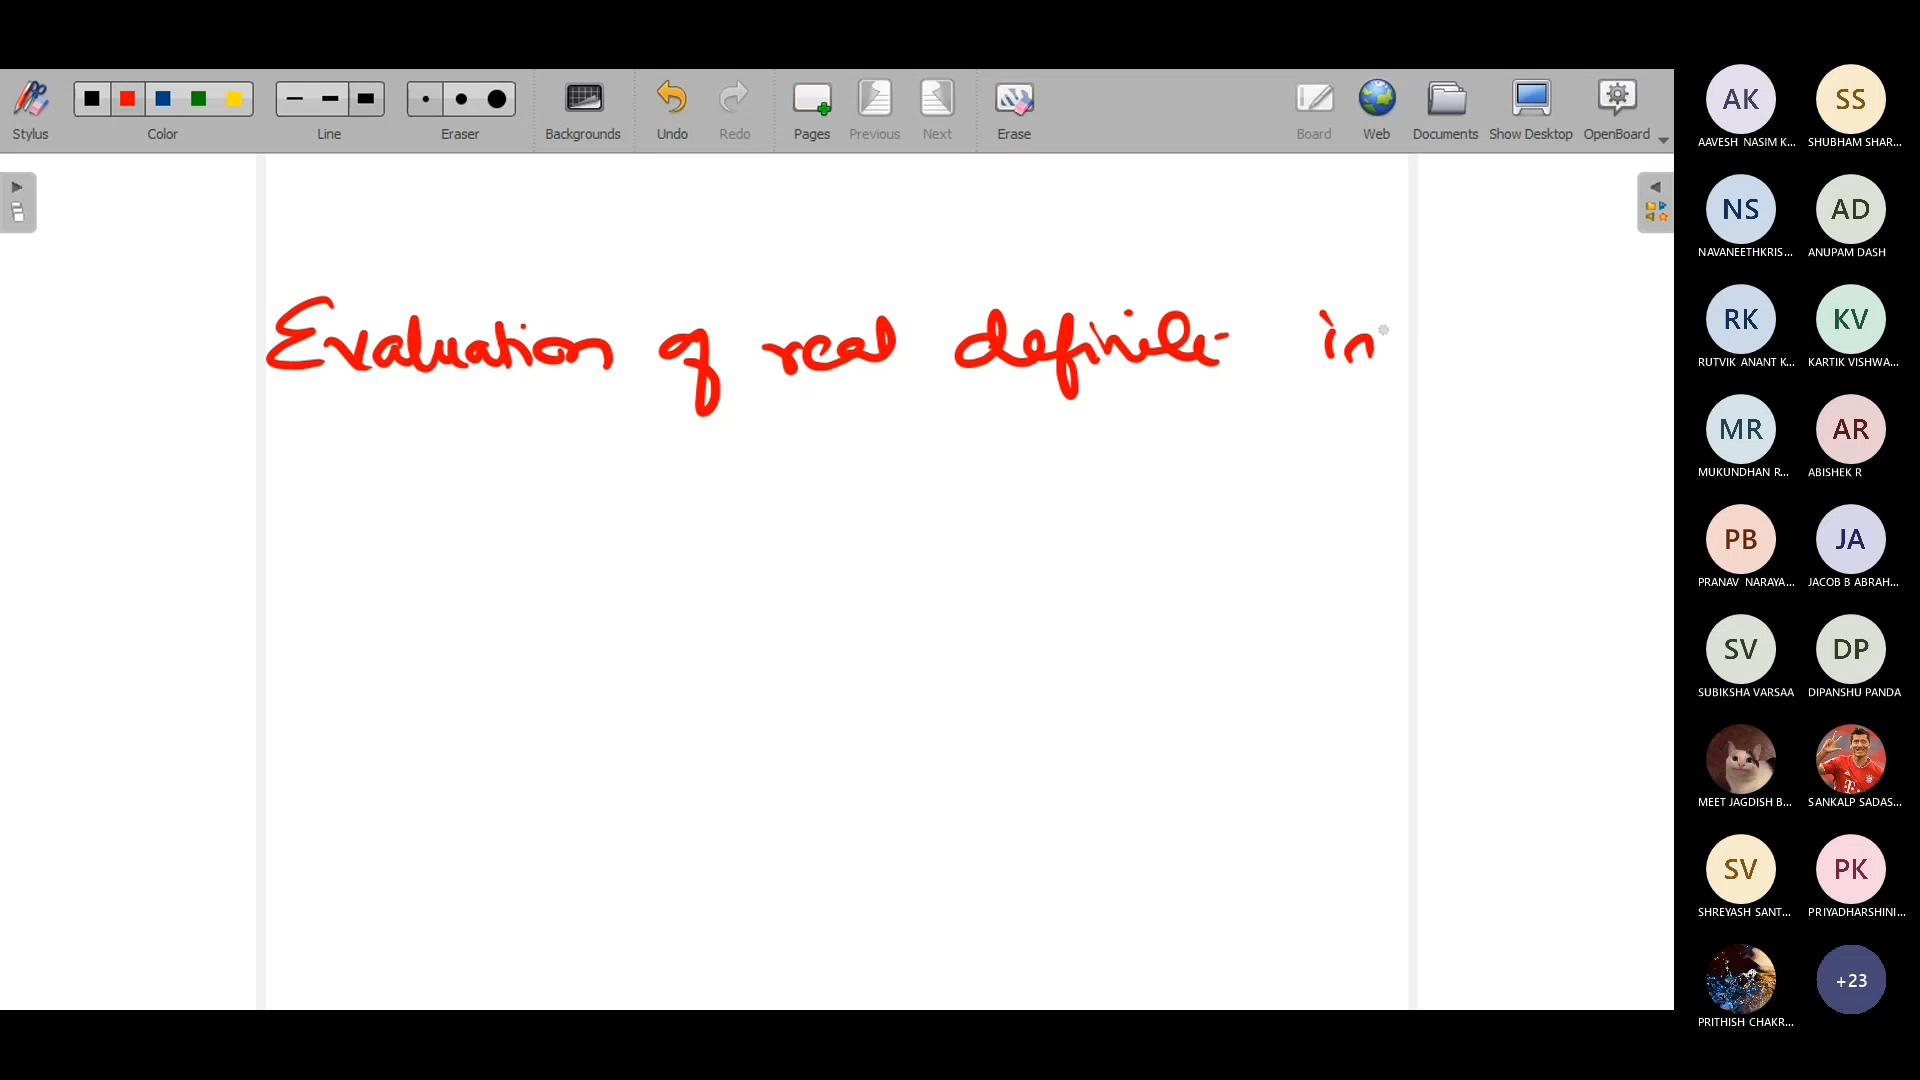 Stylus Color Line Eraser Backgrounds Undo Redo Pages Previous Next Erase Board Web Documents Show Desktop OpenBoard
Evaluation of real definite in
AK SS
AAVESH NASIM K... SHUBHAM SHAR...
NS AD
NAVANEETHKRIS... ANUPAM DASH
RK KV
RUTVIK ANANT K... KARTIK VISHWA...
MR AR
MUKUNDHAN R... ABISHEK R
PB JA
PRANAV NARAYA... JACOB B ABRAH...
SV DP
SUBIKSHA VARSAA DIPANSHU PANDA
MEET JAGDISH B... SANKALP SADAS...
SV PK
SHREYASH SANT... PRIYADHARSHINI...
+23
PRITHISH CHAKR...